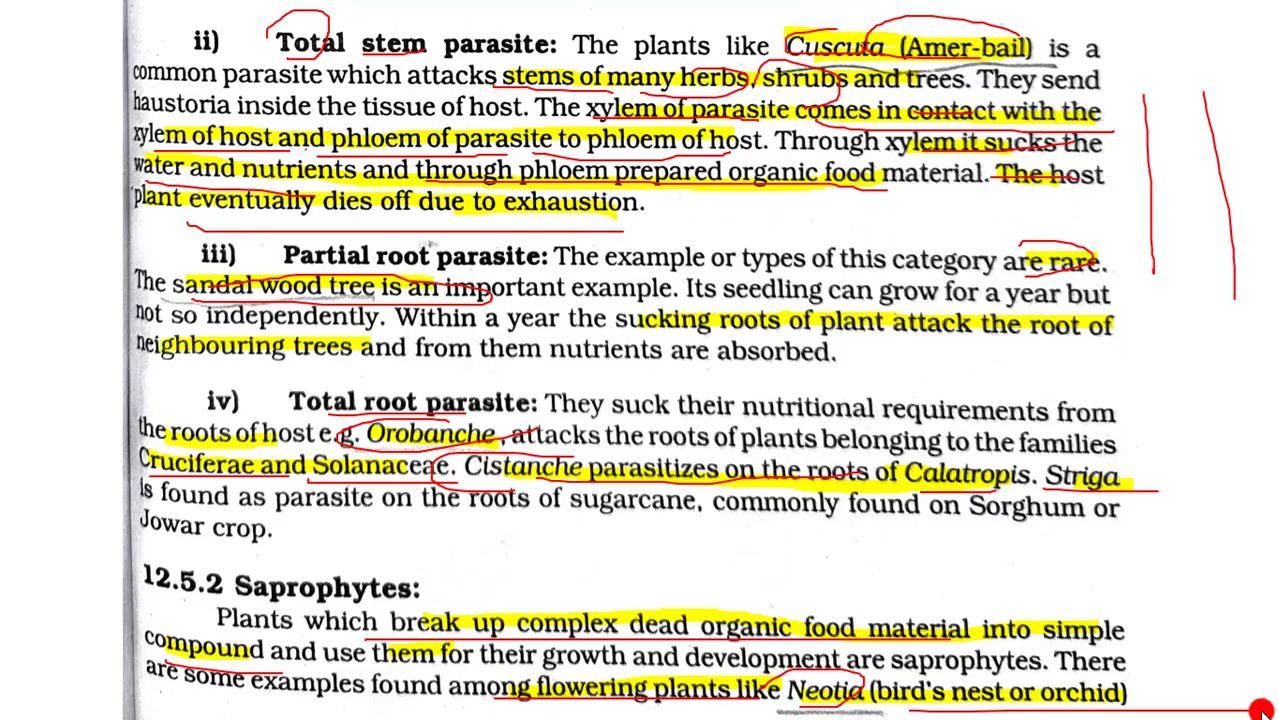 ii) Total stem parasite: The plants like Cuscuta (Amer-bail) is a
common parasite which attacks stems of many herbs, shrubs and trees. They send
haustoria inside the tissue of host. The xylem of parasite comes in contact with the
xylem of host and phloem of parasite to phloem of host. Through xylem it sucks the
water and nutrients and through phloem prepared organic food material. The host
plant eventually dies off due to exhaustion.
iii) Partial root parasite: The example or types of this category are rare.
The sandal wood tree is an important example. Its seedling can grow for a year but
not so independently. Within a year the sucking roots of plant attack the root of
neighbouring trees and from them nutrients are absorbed.
iv) Total root parasite: They suck their nutritional requirements from
the roots of host e.g. Orobanche, attacks the roots of plants belonging to the families
Cruciferae and Solanaceae. Cistanche parasitizes on the roots of Calatropis. Striga
is found as parasite on the roots of sugarcane, commonly found on Sorghum or
Jowar crop.
12.5.2 Saprophytes:
Plants which break up complex dead organic food material into simple
compound and use them for their growth and development are saprophytes. There
are some examples found among flowering plants like Neotia (bird's nest or orchid)